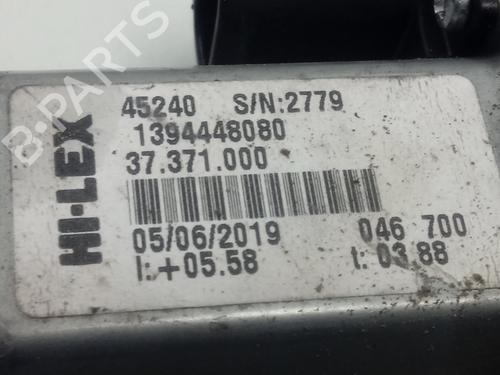 B-PARTS
HI-LEX
45240 S/N:2779
1394448080
37.371.000
05/06/2019 046 700
I:+05.58 t: 03.88